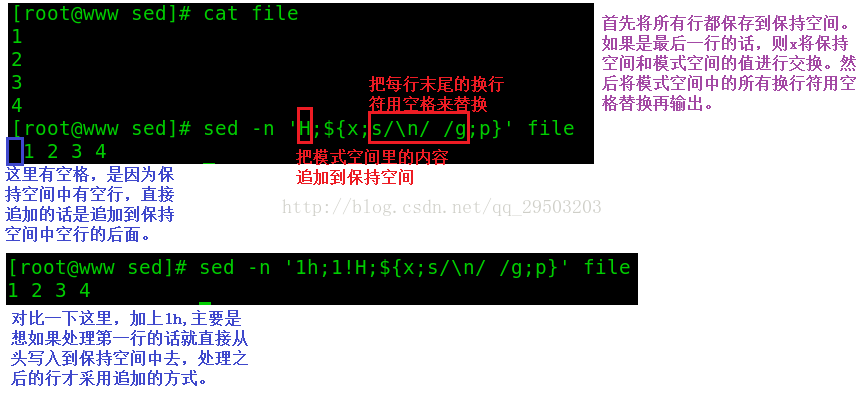 [root@www sed]# cat file
1
2
3
4
[root@www sed]# sed -n 'H;${x;s/\n/ /g;p}' file
 1 2 3 4
把每行末尾的换行
符用空格来替换
把模式空间里的内容
追加到保持空间
首先将所有行都保存到保持空间。
如果是最后一行的话，则x将保持
空间和模式空间的值进行交换。然
后将模式空间中的所有换行符用空
格替换再输出。
这里有空格，是因为保
持空间中有空行，直接
追加的话是追加到保持
空间中空行的后面。
http://blog.csdn.net/qq_29503203
[root@www sed]# sed -n '1h;1!H;${x;s/\n/ /g;p}' file
1 2 3 4
对比一下这里，加上1h,主要是
想如果处理第一行的话就直接从
头写入到保持空间中去，处理之
后的行才采用追加的方式。